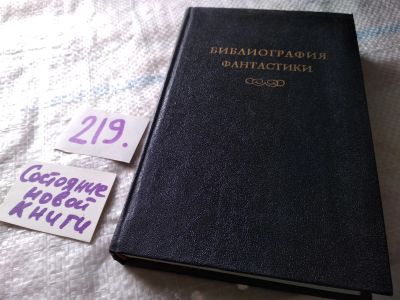 БИБЛИОГРАФИЯ
ФАНТАСТИКИ
219.
Состояние
новой
книги